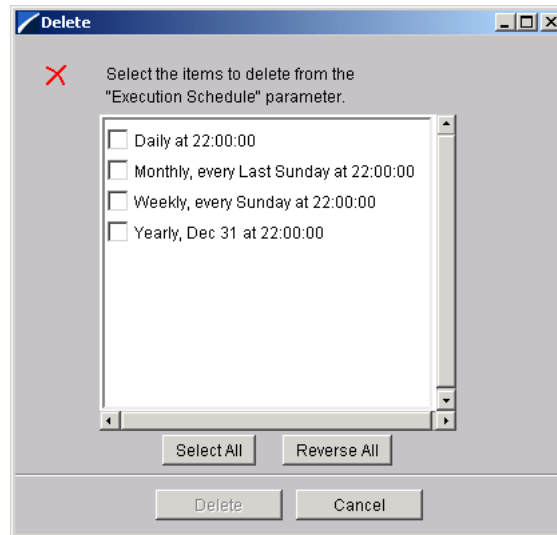 Delete
Select the items to delete from the
"Execution Schedule" parameter.
Daily at 22:00:00
Monthly, every Last Sunday at 22:00:00
Weekly, every Sunday at 22:00:00
Yearly, Dec 31 at 22:00:00
Select All Reverse All
Delete Cancel